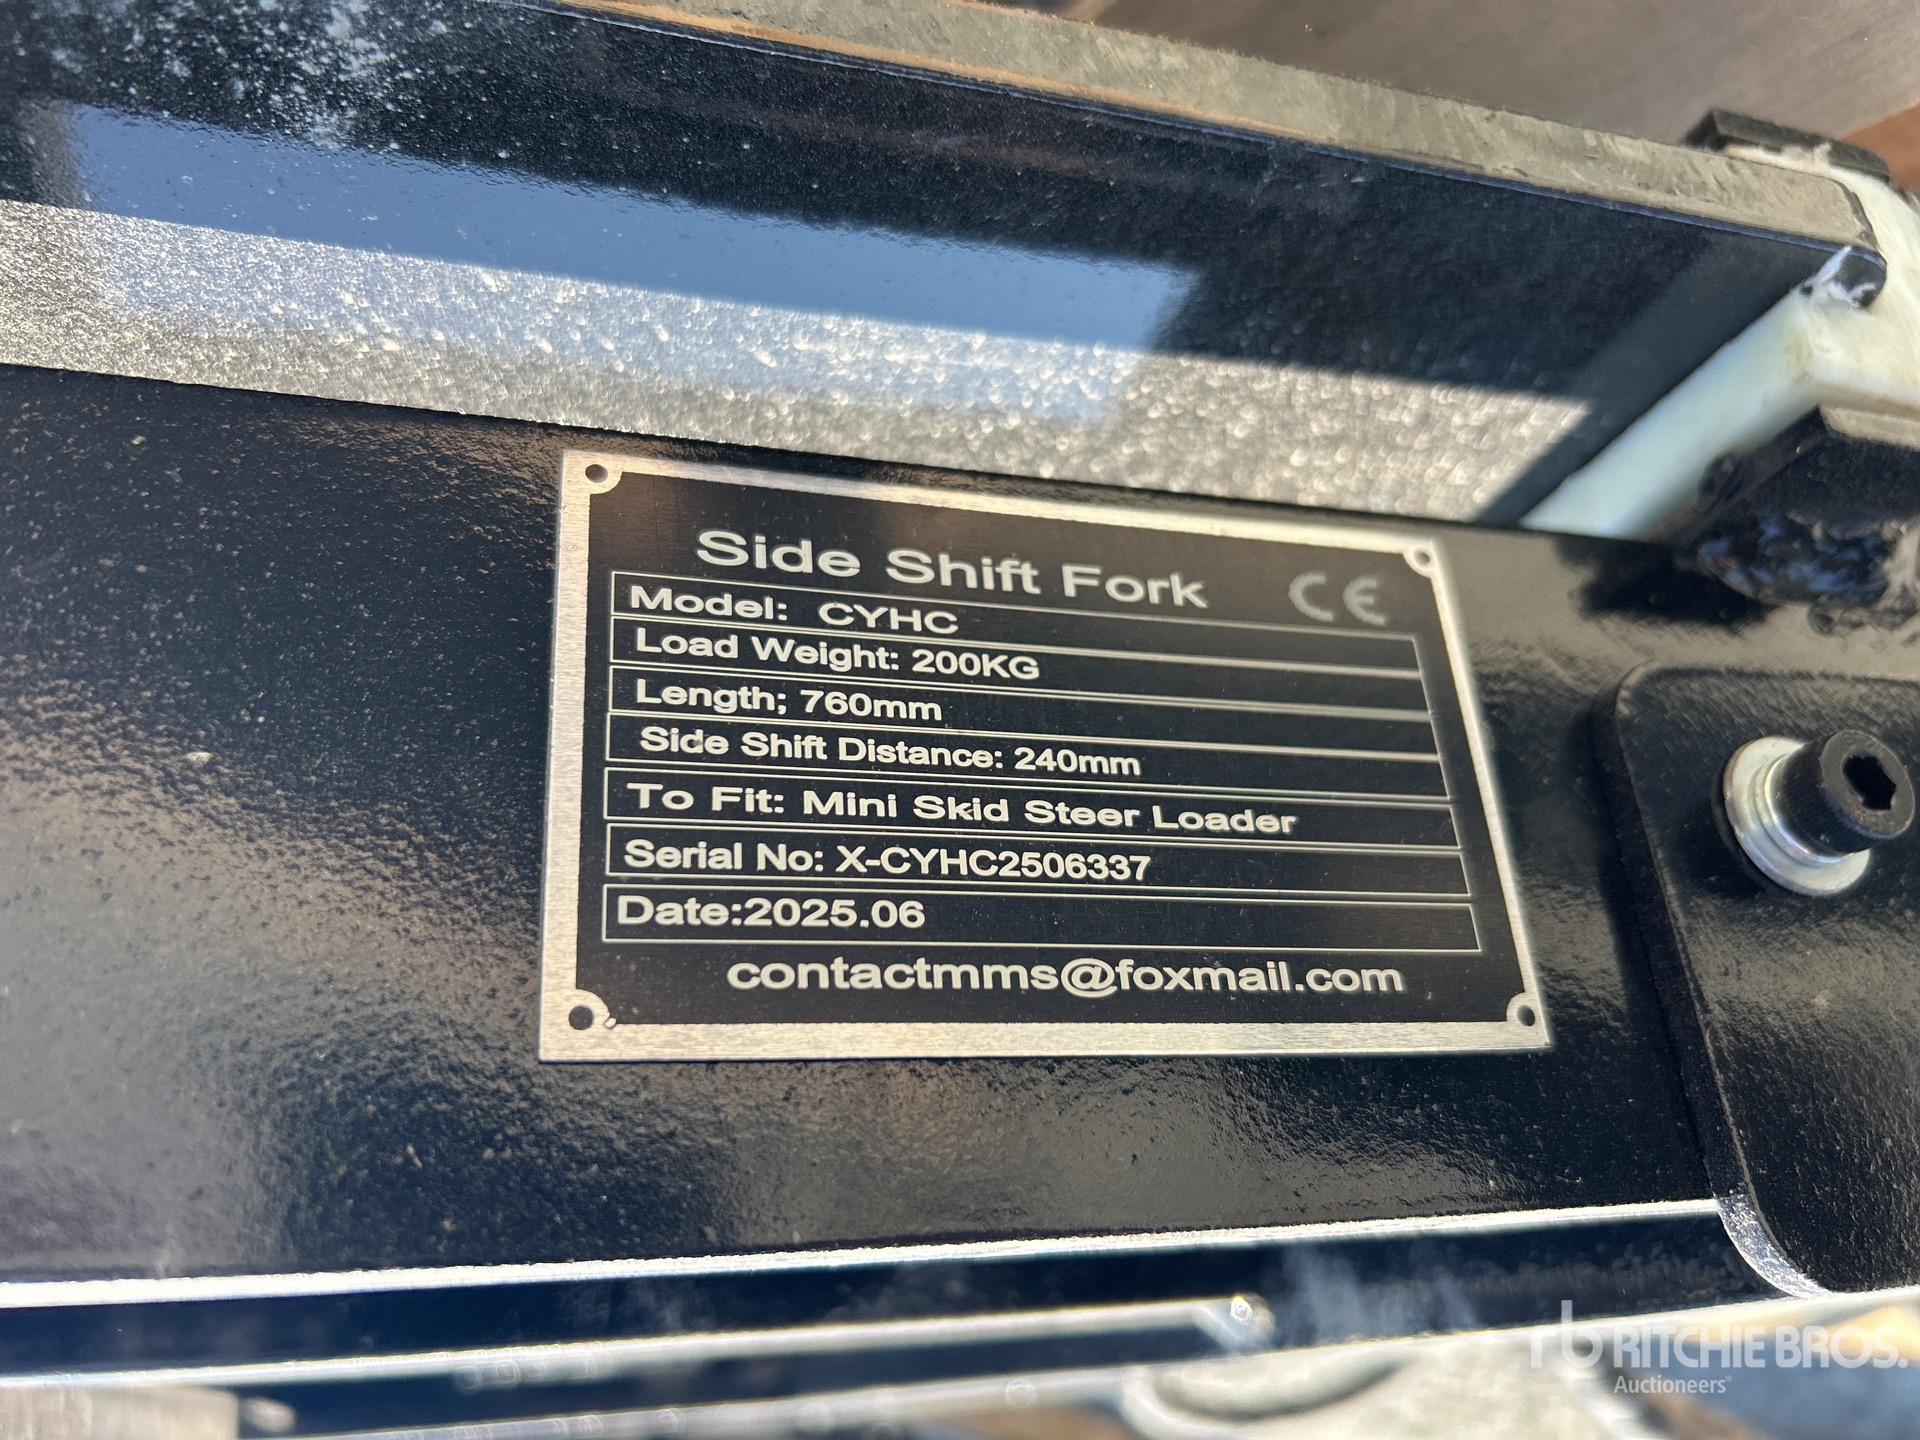 Side Shift Fork CE
Model: CYHC
Load Weight: 200KG
Length; 760mm
Side Shift Distance: 240mm
To Fit: Mini Skid Steer Loader
Serial No: X-CYHC2506337
Date:2025.06
contactmms@foxmail.com
rb RITCHIE BROS.
Auctioneers